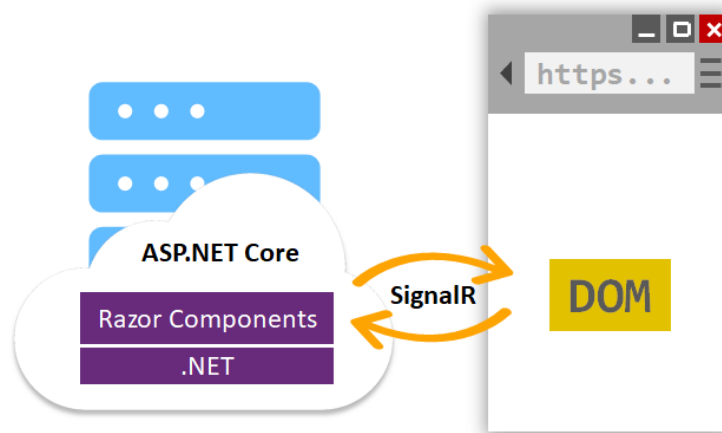 https...
ASP.NET Core
SignalR
Razor Components
.NET
DOM